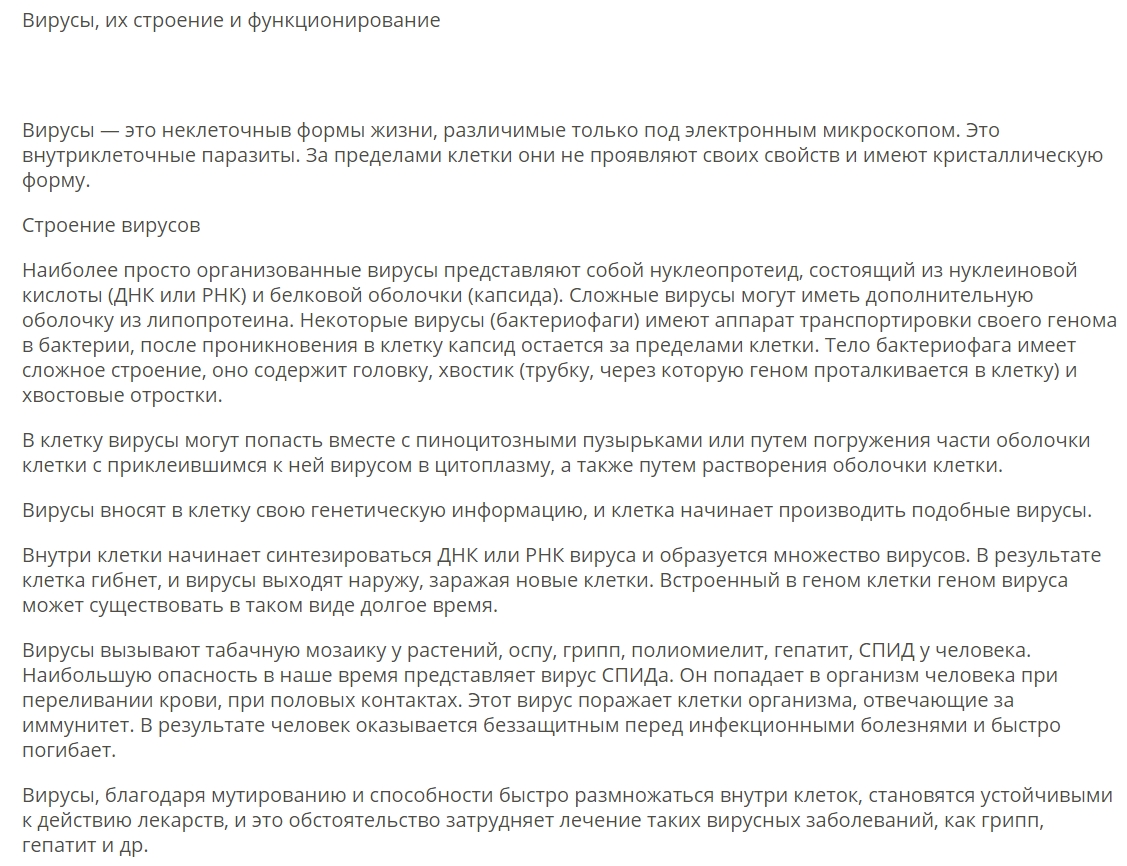 Вирусы, их строение и функционирование
Вирусы — это неклеточныв формы жизни, различимые только под электронным микроскопом. Это
внутриклеточные паразиты. За пределами клетки они не проявляют своих свойств и имеют кристаллическую
форму.
Строение вирусов
Наиболее просто организованные вирусы представляют собой нуклеопротеид, состоящий из нуклеиновой
кислоты (ДНК или РНК) и белковой оболочки (капсида). Сложные вирусы могут иметь дополнительную
оболочку из липопротеина. Некоторые вирусы (бактериофаги) имеют аппарат транспортировки своего генома
в бактерии, после проникновения в клетку капсид остается за пределами клетки. Тело бактериофага имеет
сложное строение, оно содержит головку, хвостик (трубку, через которую геном проталкивается в клетку) и
хвостовые отростки.
В клетку вирусы могут попасть вместе с пиноцитозными пузырьками или путем погружения части оболочки
клетки с приклеившимся к ней вирусом в цитоплазму, а также путем растворения оболочки клетки.
Вирусы вносят в клетку свою генетическую информацию, и клетка начинает производить подобные вирусы.
Внутри клетки начинает синтезироваться ДНК или РНК вируса и образуется множество вирусов. В результате
клетка гибнет, и вирусы выходят наружу, заражая новые клетки. Встроенный в геном клетки геном вируса
может существовать в таком виде долгое время.
Вирусы вызывают табачную мозаику у растений, оспу, грипп, полиомиелит, гепатит, СПИД у человека.
Наибольшую опасность в наше время представляет вирус СПИДа. Он попадает в организм человека при
переливании крови, при половых контактах. Этот вирус поражает клетки организма, отвечающие за
иммунитет. В результате человек оказывается беззащитным перед инфекционными болезнями и быстро
погибает.
Вирусы, благодаря мутированию и способности быстро размножаться внутри клеток, становятся устойчивыми
к действию лекарств, и это обстоятельство затрудняет лечение таких вирусных заболеваний, как грипп,
гепатит и др.